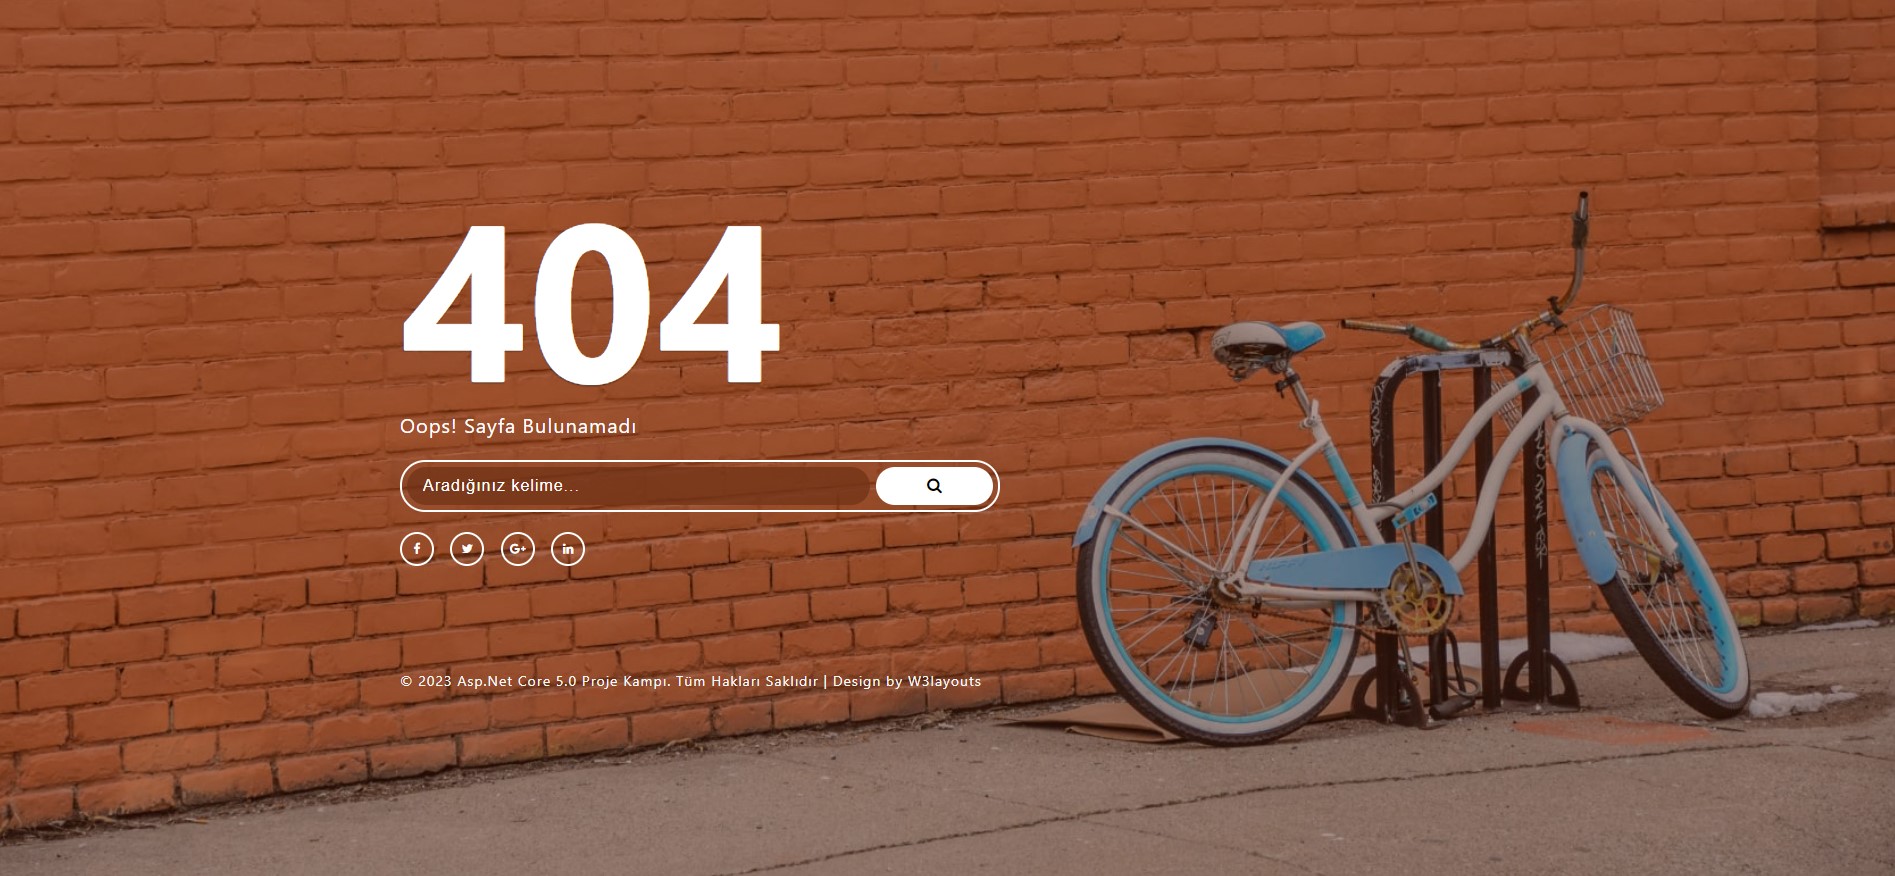 404
Oops! Sayfa Bulunamadı
Aradığınız kelime...
© 2023 Asp.Net Core 5.0 Proje Kampı. Tüm Hakları Saklıdır | Design by W3layouts